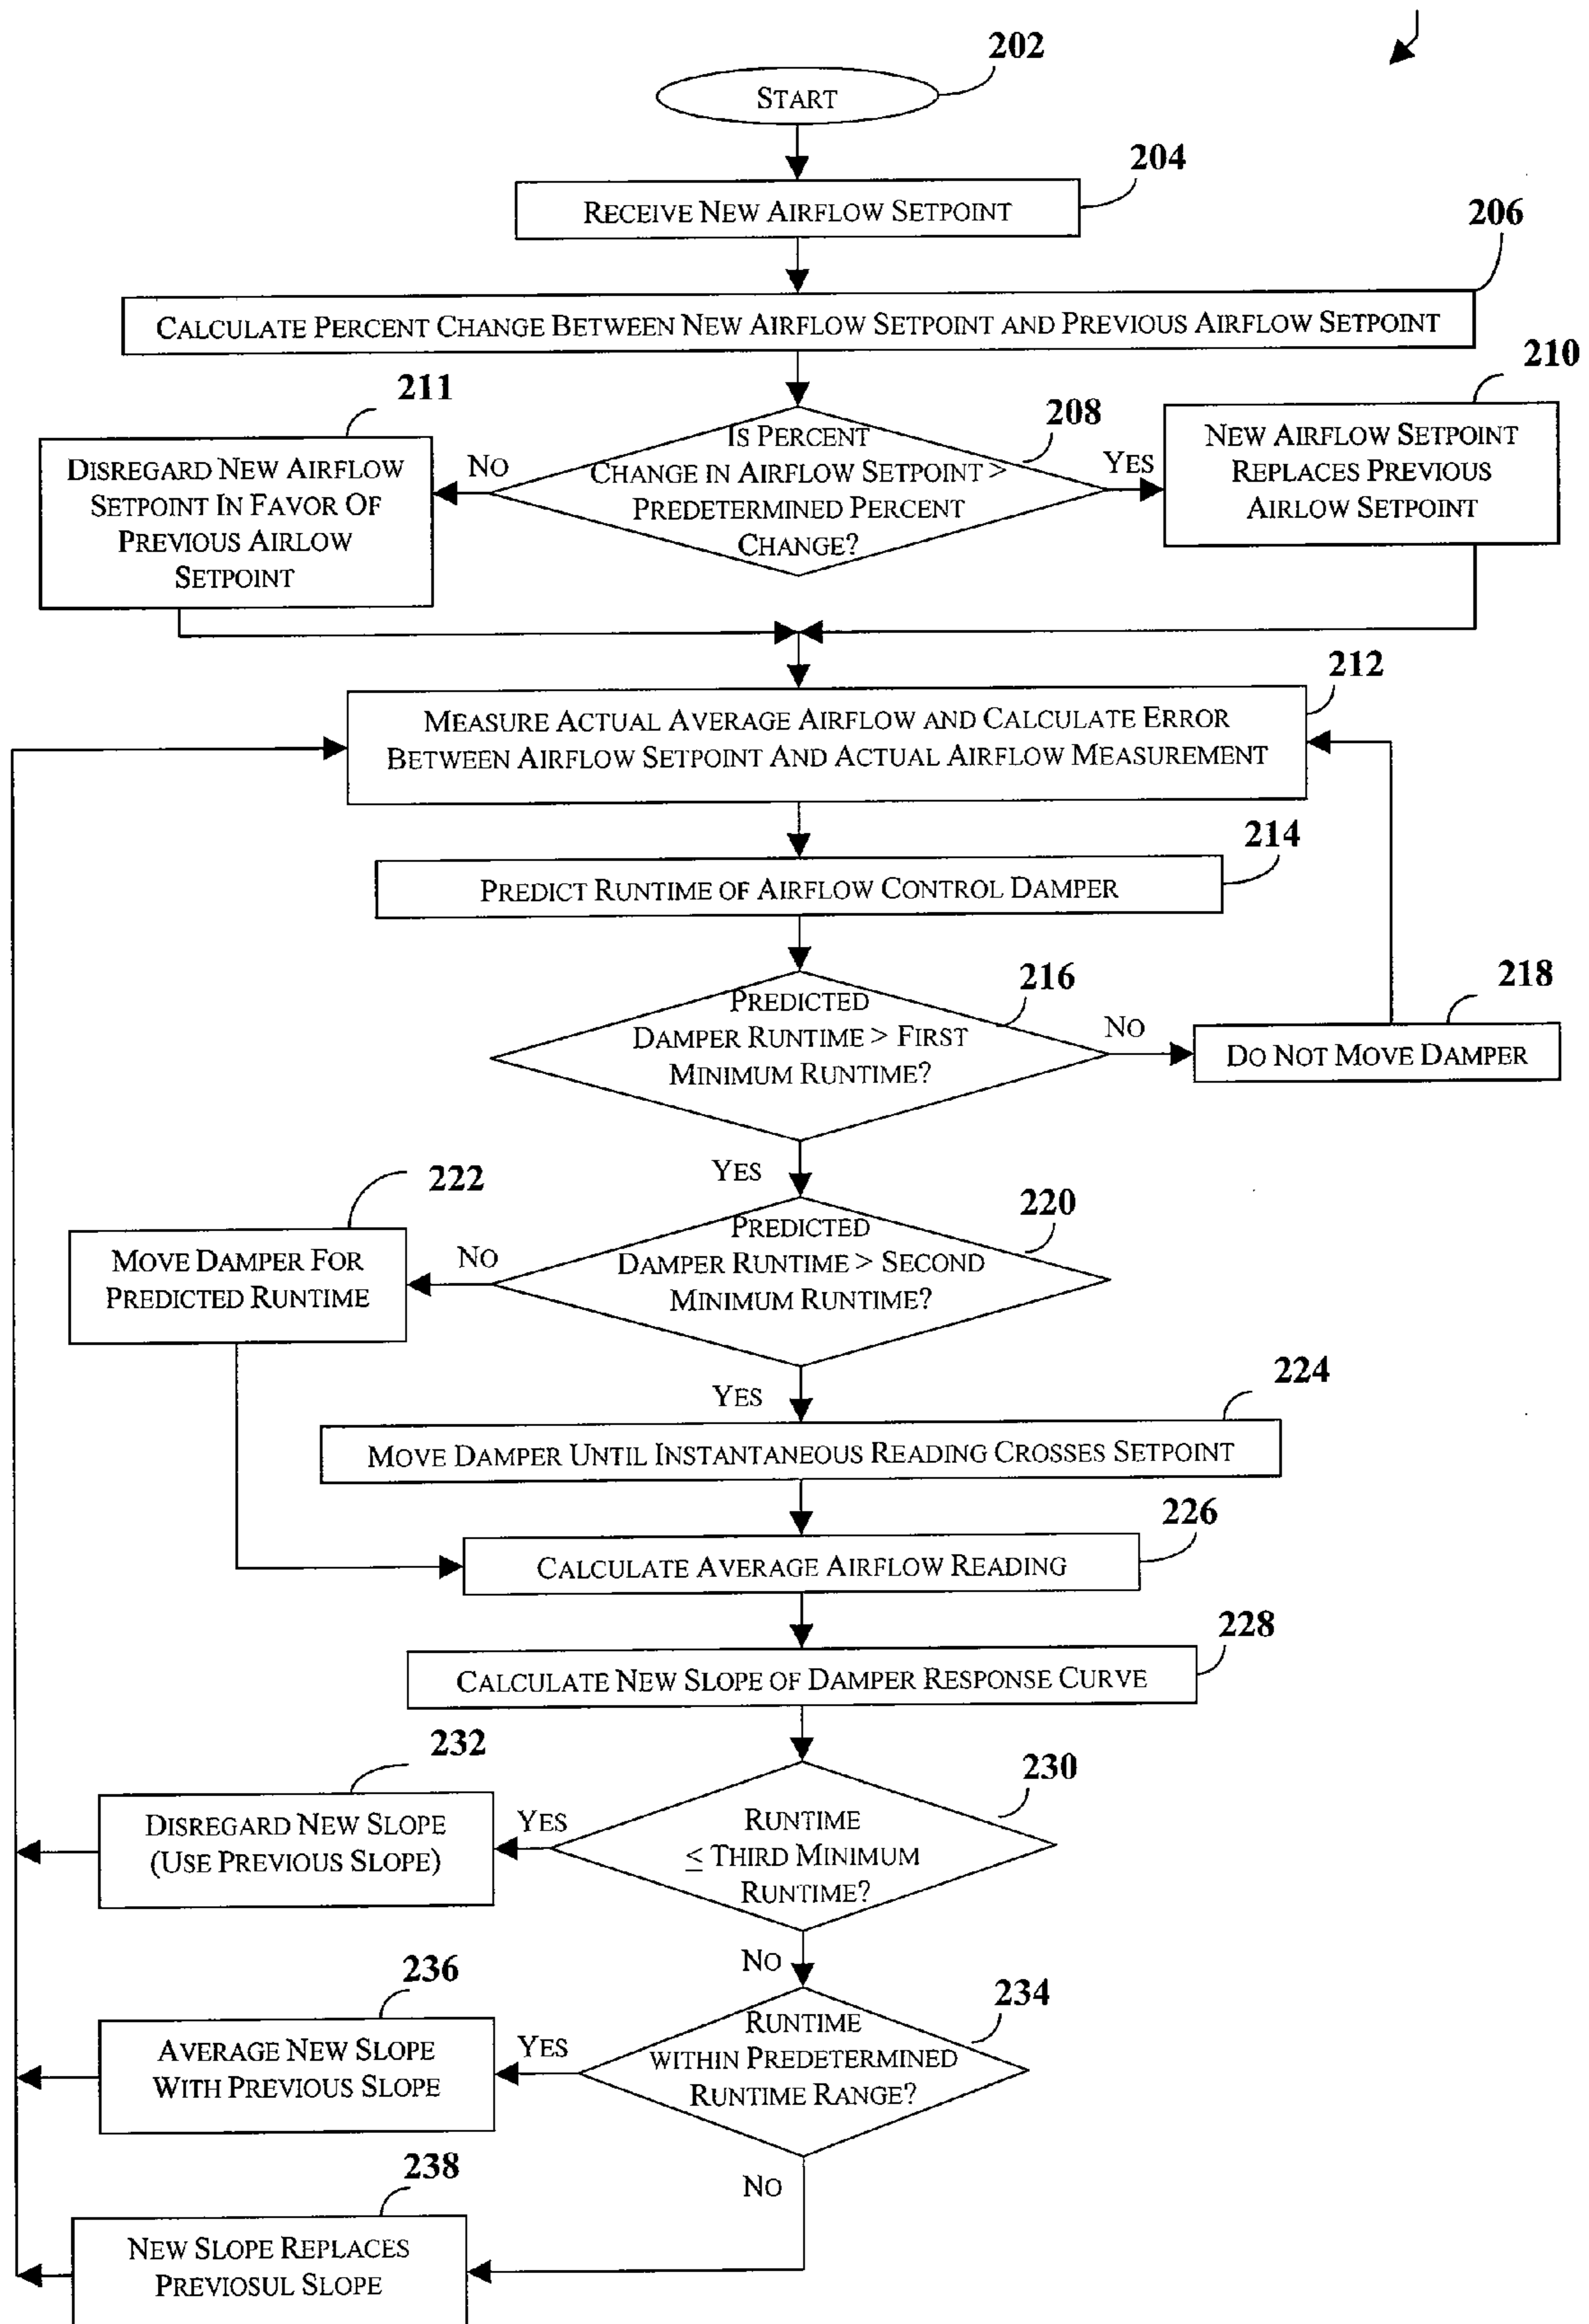 202
START
204
RECEIVE NEW AIRFLOW SETPOINT
206
CALCULATE PERCENT CHANGE BETWEEN NEW AIRFLOW SETPOINT AND PREVIOUS AIRFLOW SETPOINT
211
DISREGARD NEW AIRFLOW
SETPOINT IN FAVOR OF
PREVIOUS AIRLOW
SETPOINT
NO
208
IS PERCENT
CHANGE IN AIRFLOW SETPOINT >
PREDETERMINED PERCENT
CHANGE?
YES
210
NEW AIRFLOW SETPOINT
REPLACES PREVIOUS
AIRLOW SETPOINT
212
MEASURE ACTUAL AVERAGE AIRFLOW AND CALCULATE ERROR
BETWEEN AIRFLOW SETPOINT AND ACTUAL AIRFLOW MEASUREMENT
214
PREDICT RUNTIME OF AIRFLOW CONTROL DAMPER
216
PREDICTED
DAMPER RUNTIME > FIRST
MINIMUM RUNTIME?
NO
218
DO NOT MOVE DAMPER
YES
222
MOVE DAMPER FOR
PREDICTED RUNTIME
NO
220
PREDICTED
DAMPER RUNTIME > SECOND
MINIMUM RUNTIME?
YES
224
MOVE DAMPER UNTIL INSTANTANEOUS READING CROSSES SETPOINT
226
CALCULATE AVERAGE AIRFLOW READING
228
CALCULATE NEW SLOPE OF DAMPER RESPONSE CURVE
232
DISREGARD NEW SLOPE
(USE PREVIOUS SLOPE)
YES
230
RUNTIME
≤ THIRD MINIMUM
RUNTIME?
NO
236
AVERAGE NEW SLOPE
WITH PREVIOUS SLOPE
YES
234
RUNTIME
WITHIN PREDETERMINED
RUNTIME RANGE?
NO
238
NEW SLOPE REPLACES
PREVIOSUL SLOPE